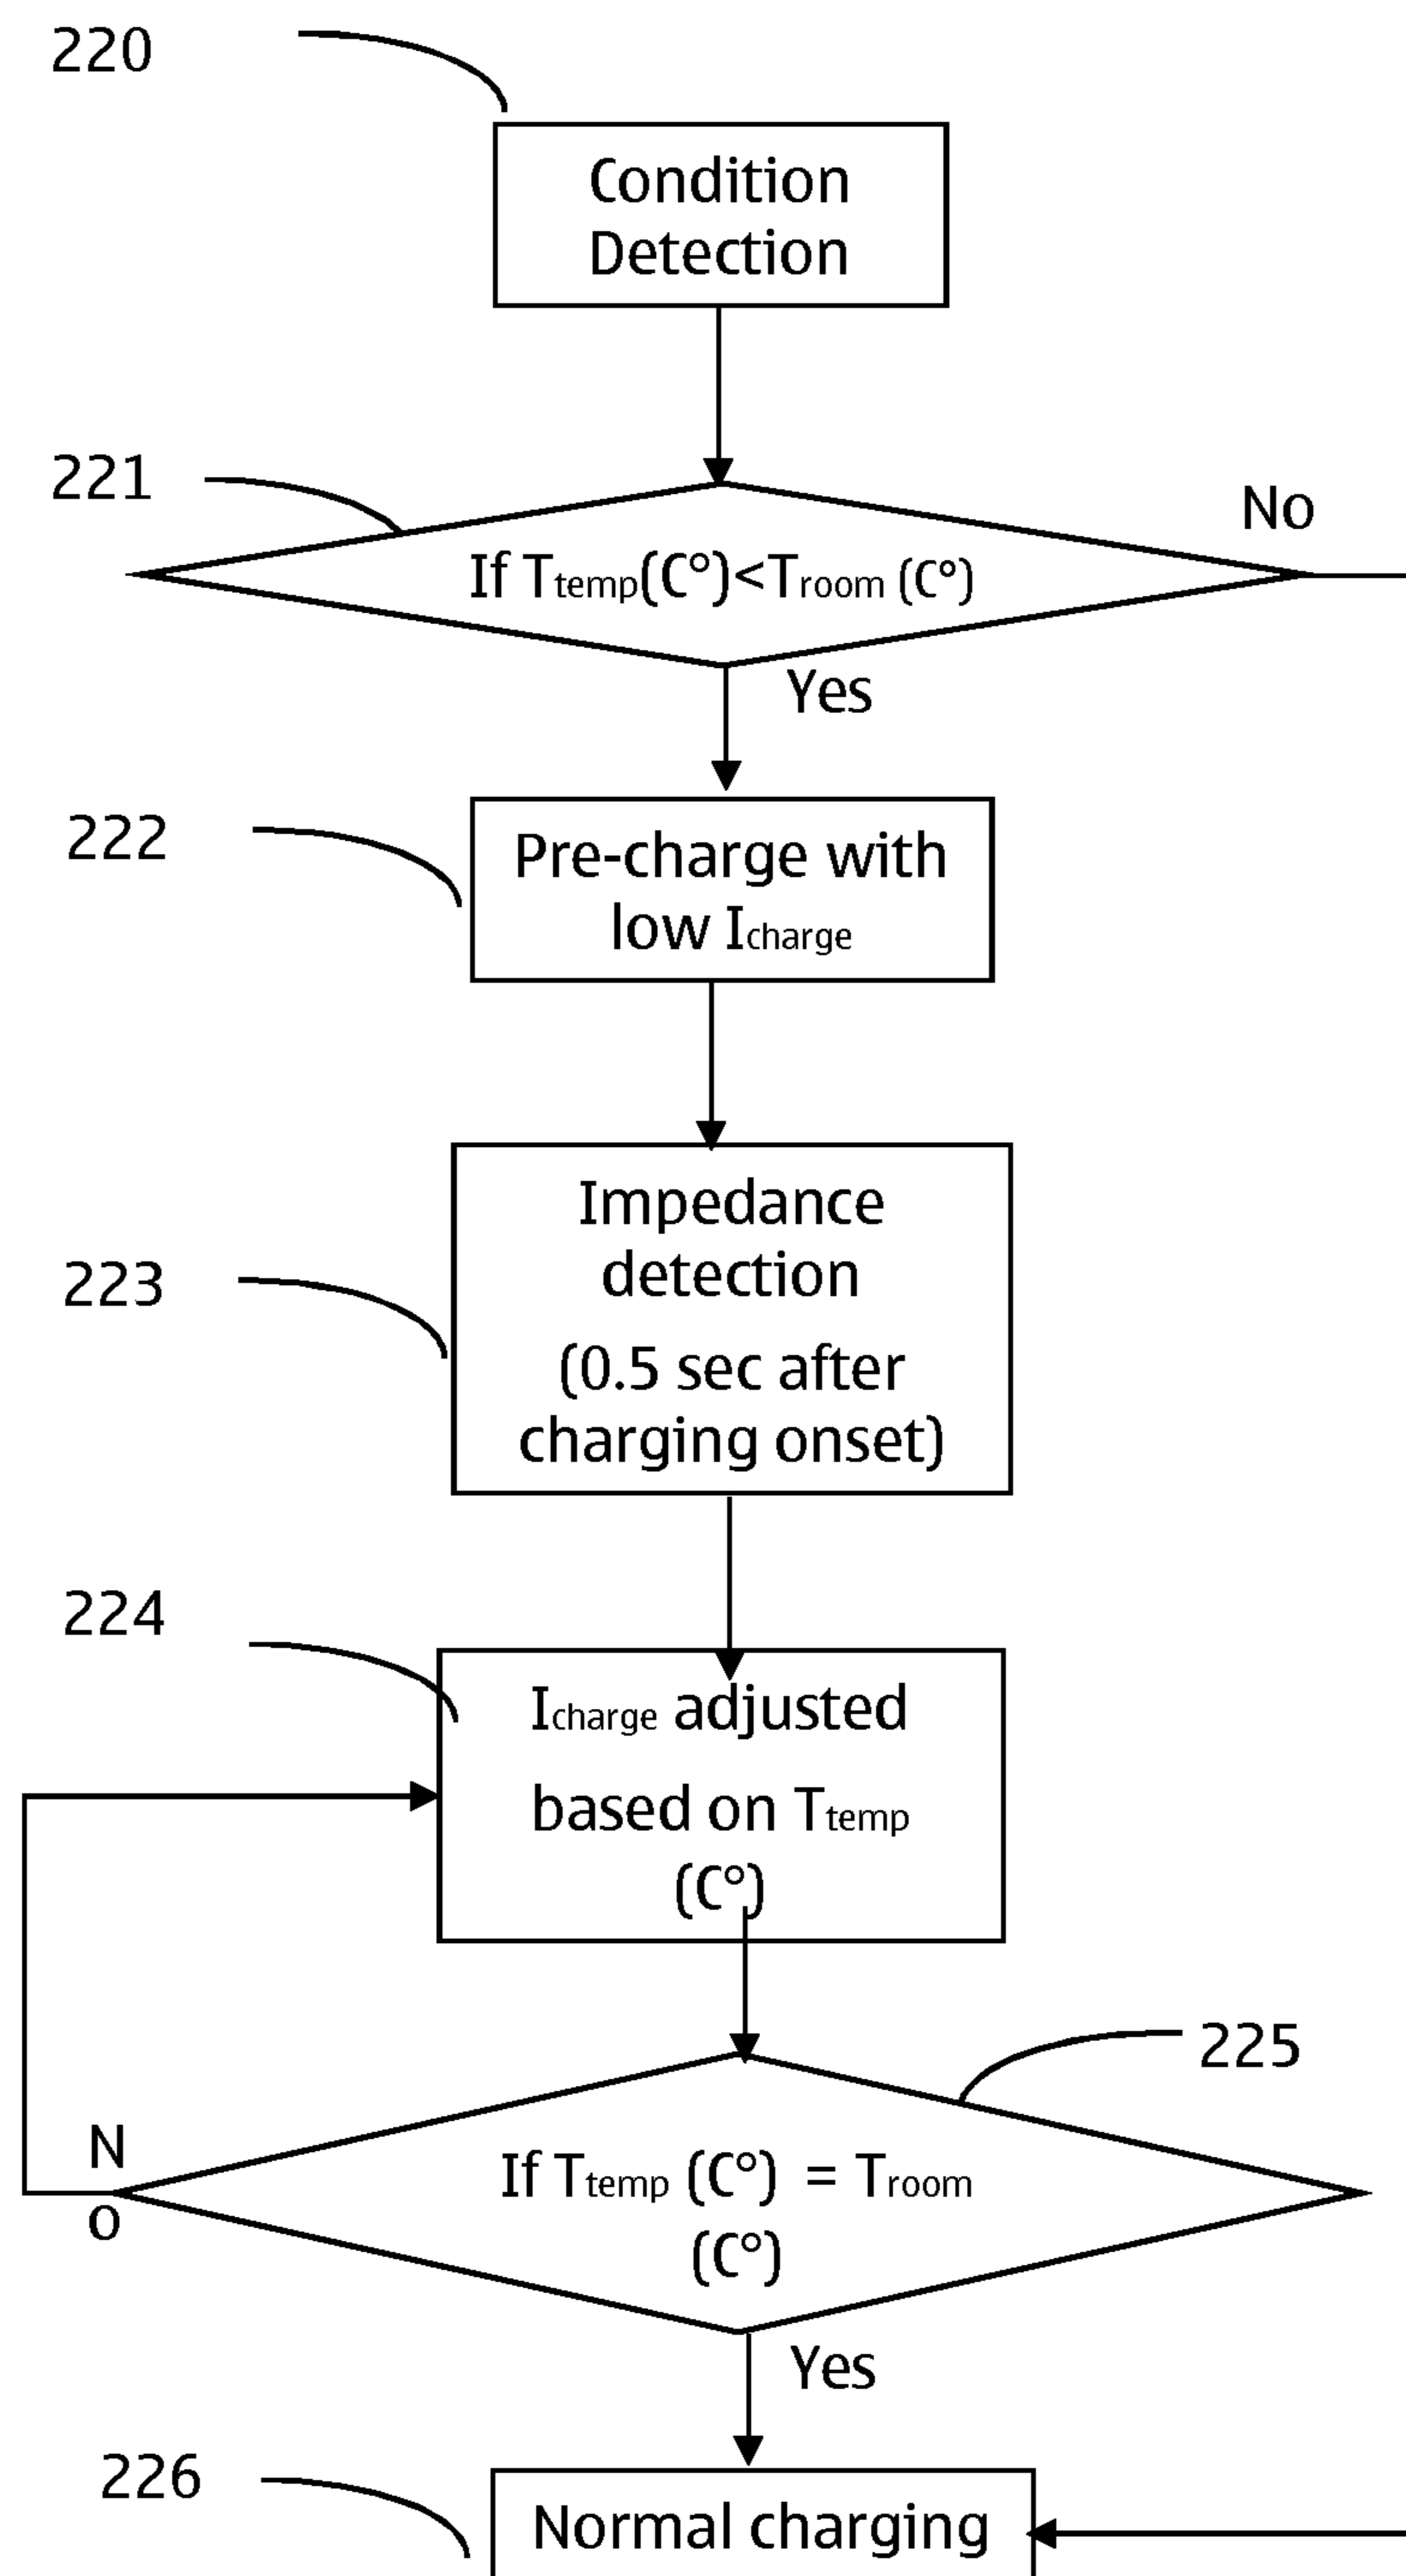 220
Condition
Detection
221
No
If Ttemp(C°)<Troom (C°)
Yes
222
Pre-charge with
low Icharge
223
Impedance
detection
(0.5 sec after
charging onset)
224
Icharge adjusted
based on Ttemp
(C°)
225
N
o
If Ttemp (C°) = Troom
(C°)
Yes
226
Normal charging